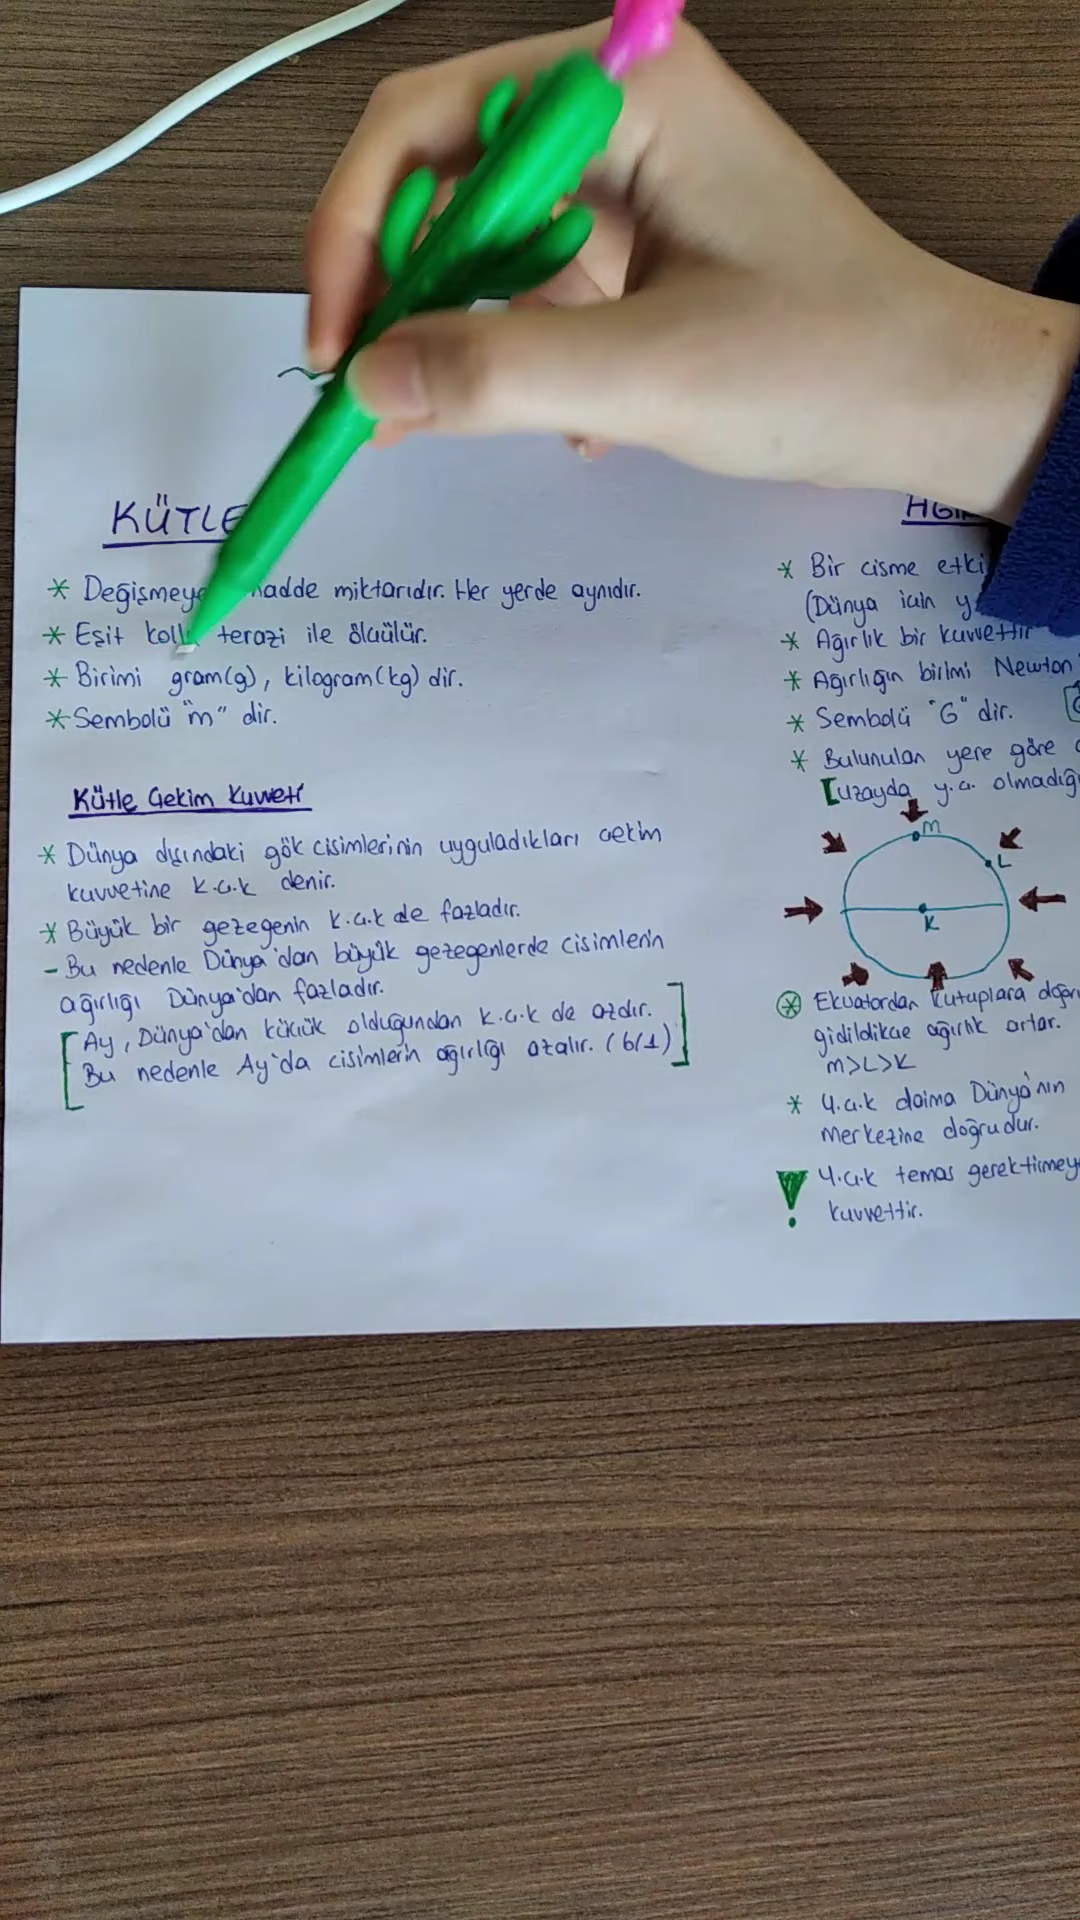 KÜTLE
* Değişmeye madde miktarıdır. Her yerde aynıdır.
* Eşit kollu terazi ile ölçülür.
* Birimi gram(g), kilogram(kg) dir.
* Sembolü "m" dir.
Kütle Çekim Kuvveti
* Dünya dışındaki gök cisimlerinin uyguladıkları çekim
kuvvetine k.ç.k denir.
* Büyük bir gezegenin k.ç.k de fazladır.
- Bu nedenle Dünya'dan büyük gezegenlerde cisimlerin
ağırlığı Dünya'dan fazladır.
[Ay, Dünya'dan küçük olduğundan k.ç.k de azdır.
Bu nedenle Ay'da cisimlerin ağırlığı azalır. (6/1)]
* Bir cisme etki
(Dünya için y
* Ağırlık bir kuvvettir
* Ağırlığın birimi Newton
* Sembolü "G" dir.
* Bulunulan yere göre
[Uzayda y.ç. olmadığı
M
L
K
* Ekvatordan kutuplara doğru
gidildikçe ağırlık artar.
m>L>K
* Y.ç.k daima Dünya'nın
merkezine doğrudur.
! Y.ç.k temas gerektirmeye
kuvvettir.